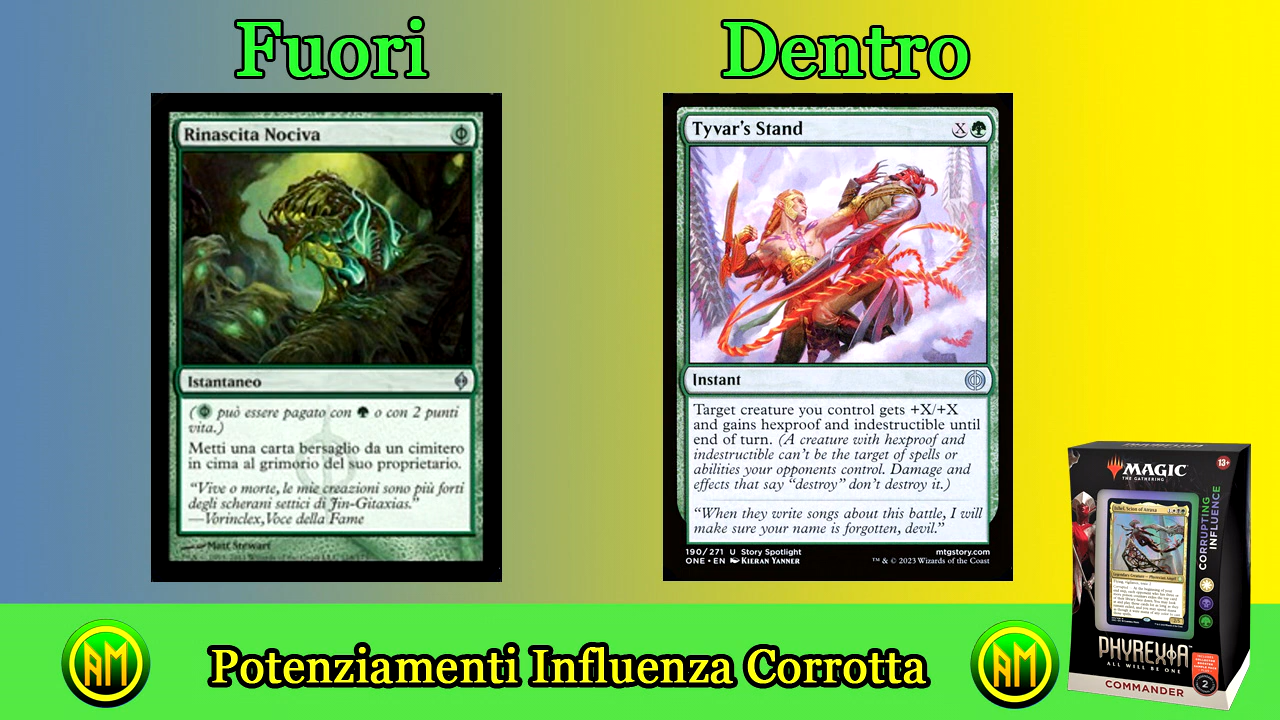 Fuori
Dentro
Rinascita Nociva
Istantaneo
( può essere pagato con o con 2 punti
vita.)
Metti una carta bersaglio da un cimitero
in cima al grimorio del suo proprietario.
“Vive o morte, le mie creazioni sono più forti
degli scherani settici di Jin-Gitaxias.”
—Vorinclex,Voce della Fame
Matt Stewart
Tyvar's Stand
X
Instant
Target creature you control gets +X/+X
and gains hexproof and indestructible until
end of turn. (A creature with hexproof and
indestructible can't be the target of spells or
abilities your opponents control. Damage and
effects that say “destroy” don't destroy it.)
“When they write songs about this battle, I will
make sure your name is forgotten, devil.”
190/271 U Story Spotlight
ONE • EN KIERAN YANNER
mtgstory.com
™ & © 2023 Wizards of the Coast
AM
Potenziamenti Influenza Corrotta
AM
MAGIC
THE GATHERING
13+
CORRUPTING
INFLUENCE
PHYREXIA
ALL WILL BE ONE
COMMANDER
2